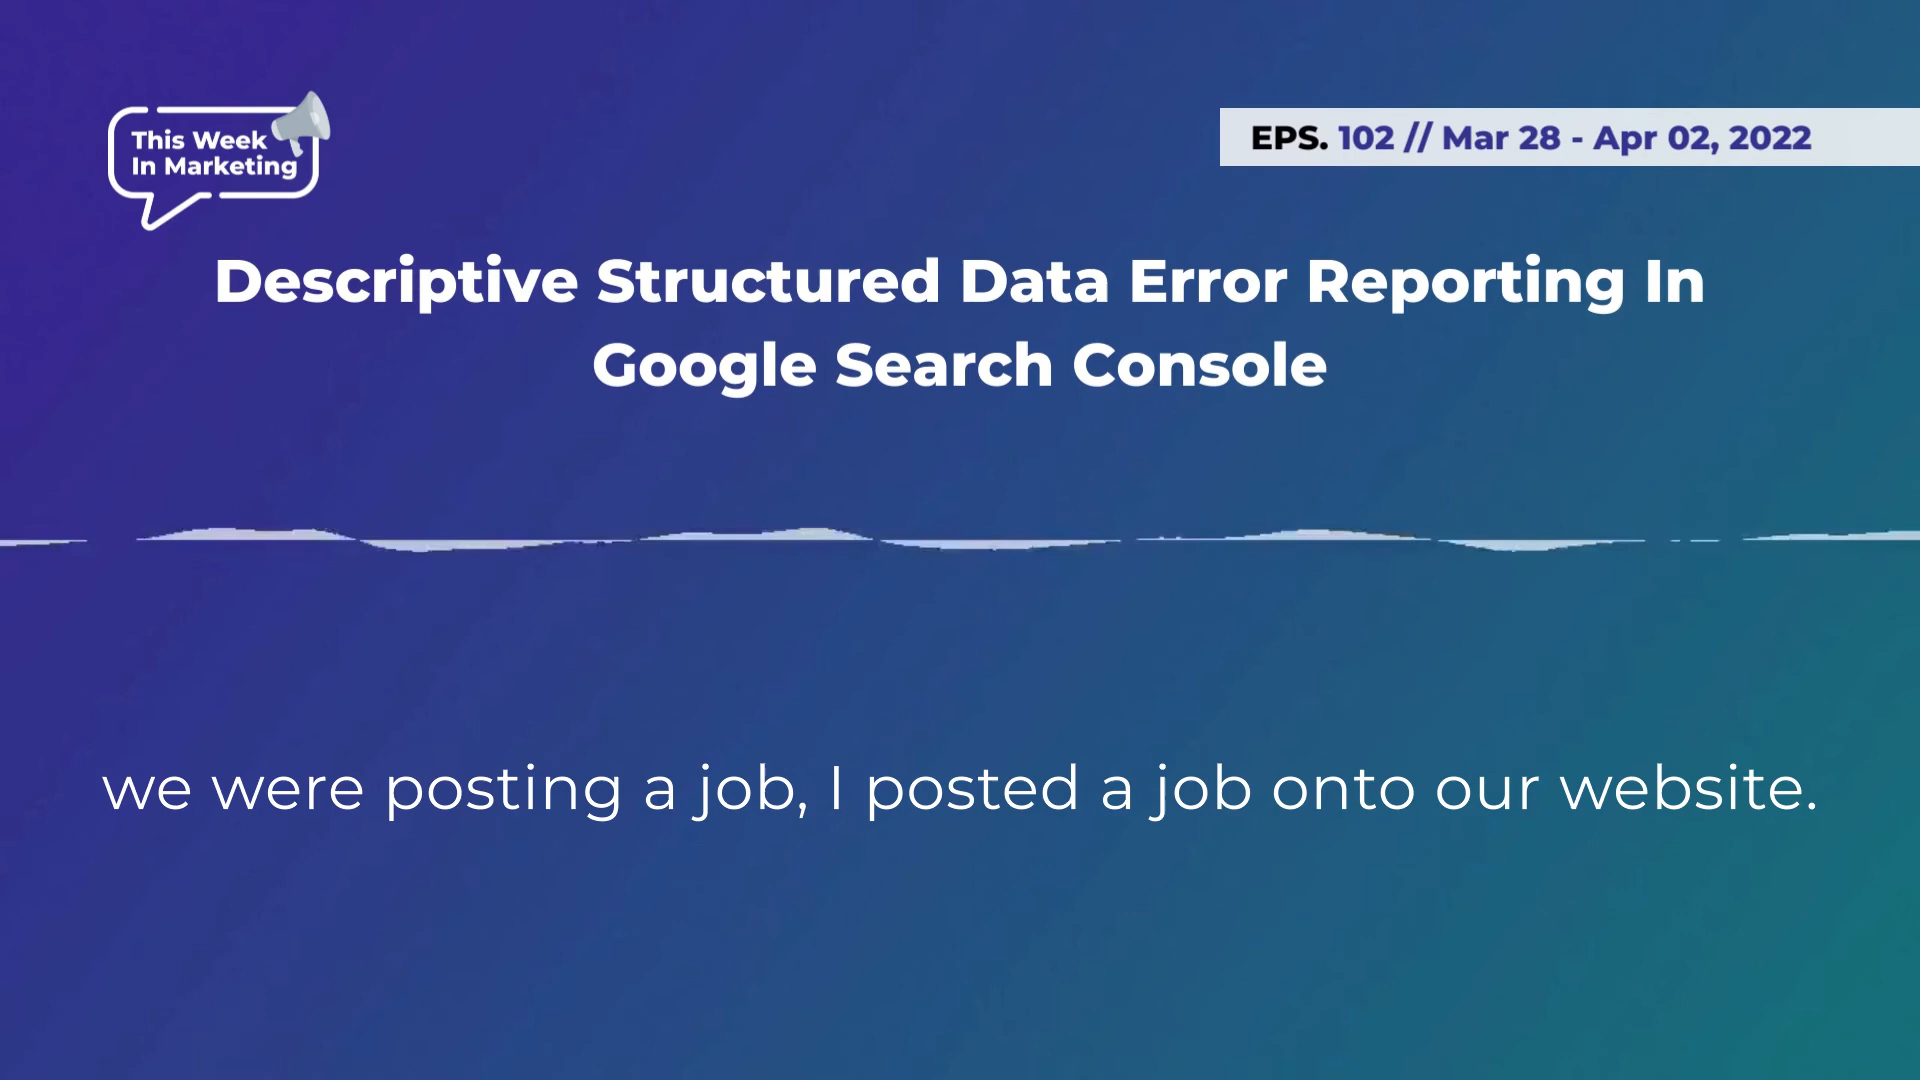 This Week
In Marketing
EPS. 102 // Mar 28 - Apr 02, 2022
Descriptive Structured Data Error Reporting In
Google Search Console
we were posting a job, I posted a job onto our website.